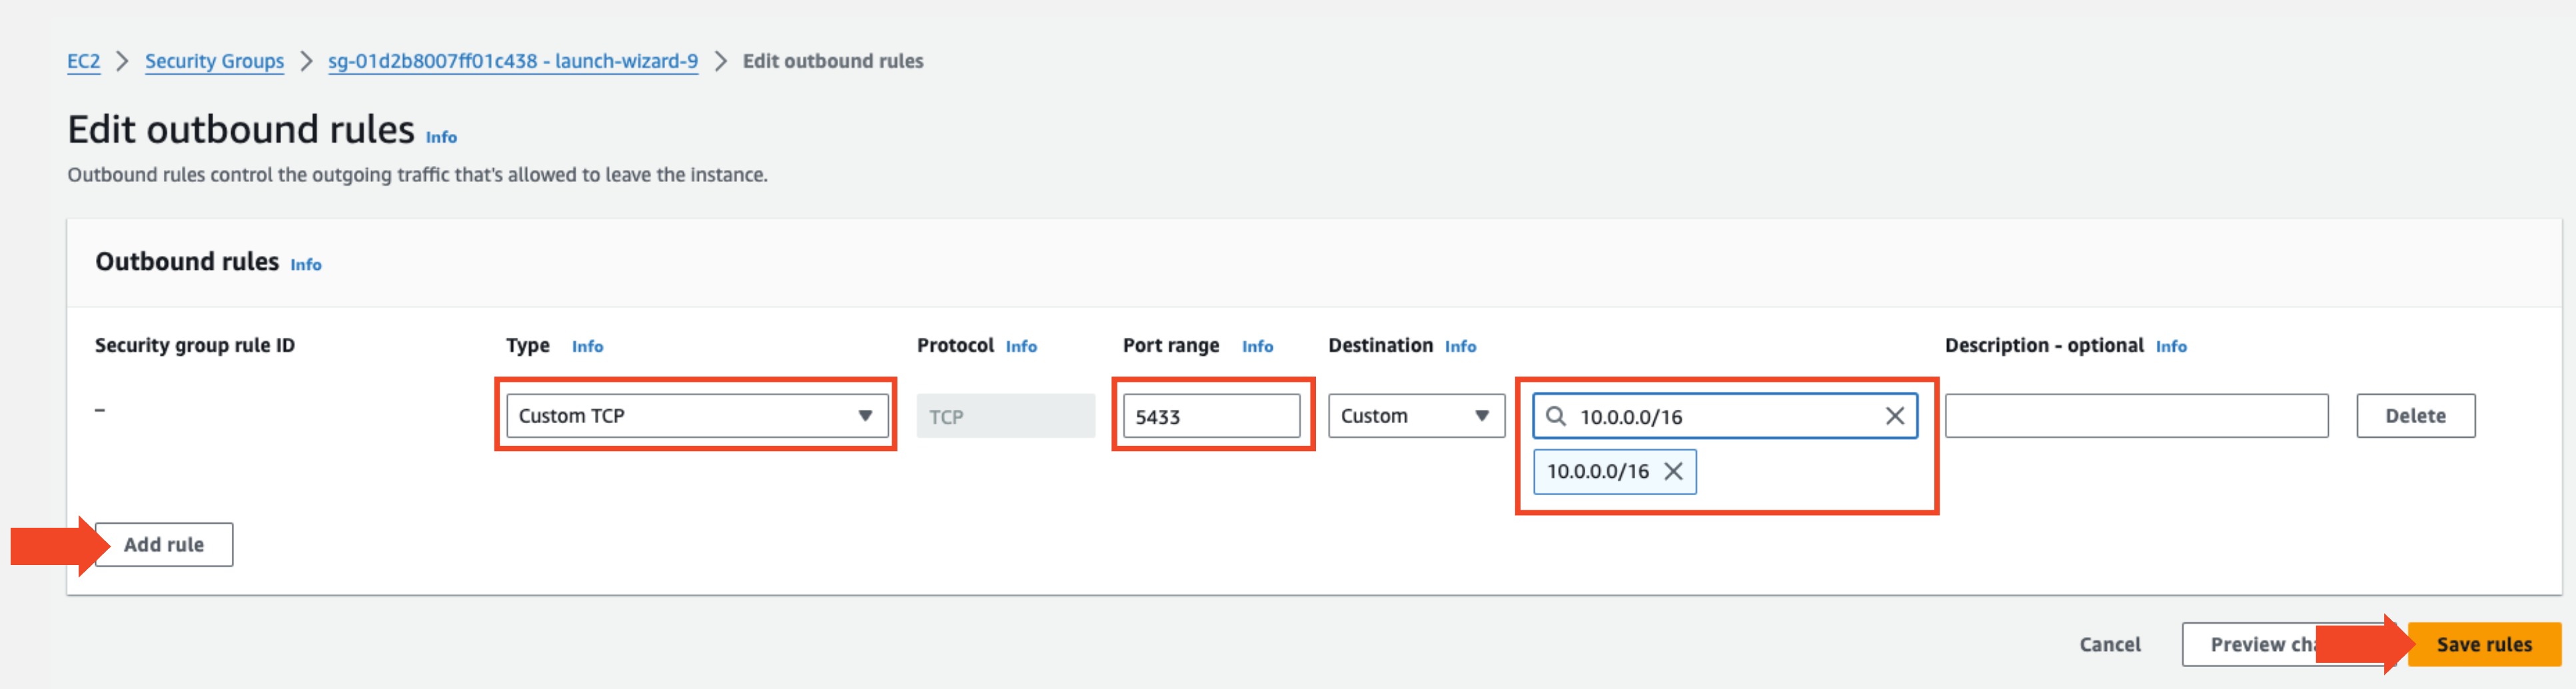 EC2 > Security Groups > sg-01d2b8007ff01c438 - launch-wizard-9 > Edit outbound rules
Edit outbound rules Info
Outbound rules control the outgoing traffic that's allowed to leave the instance.
Outbound rules Info
Security group rule ID Type Info Protocol Info Port range Info Destination Info Description - optional Info
– Custom TCP TCP 5433 Custom 10.0.0.0/16 Delete
10.0.0.0/16
Add rule
Cancel Preview Save rules